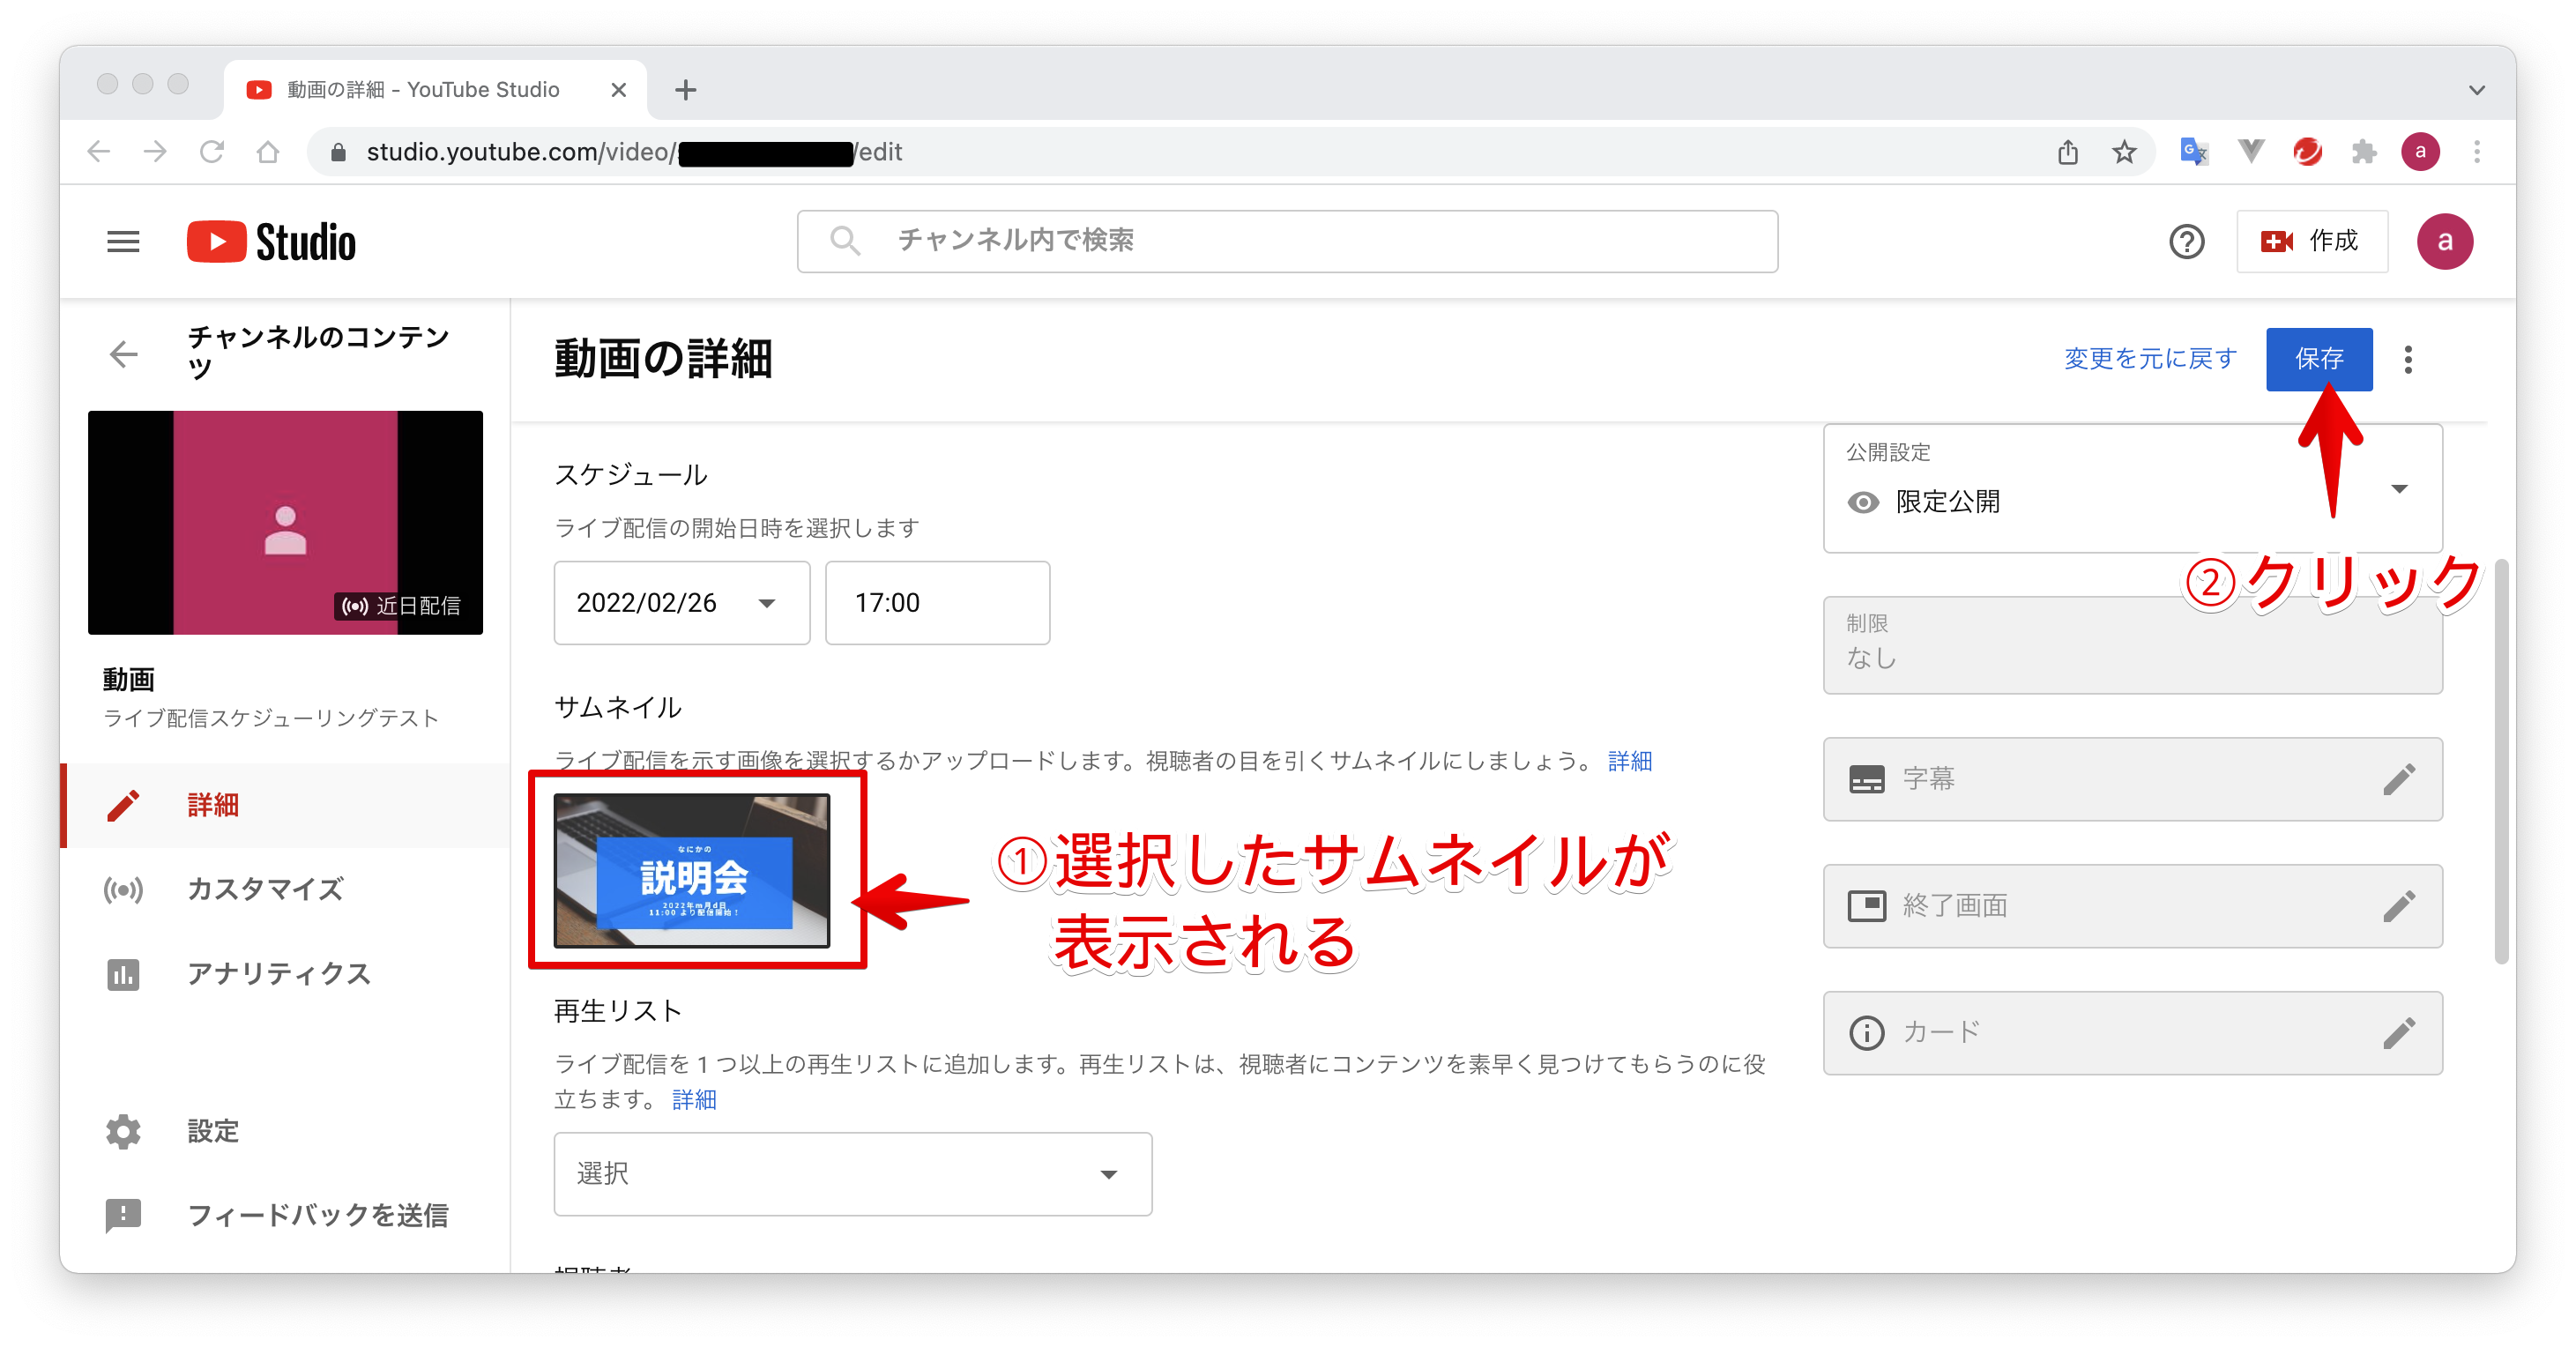 動画の詳細 - YouTube Studio
studio.youtube.com/video/
/edit
a
Studio
チャンネル内で検索
作成
a
チャンネルのコンテン
ツ
近日配信
動画
ライブ配信スケジューリングテスト
詳細
カスタマイズ
アナリティクス
設定
フィードバックを送信
動画の詳細
変更を元に戻す
保存
スケジュール
ライブ配信の開始日時を選択します
2022/02/26
17:00
サムネイル
ライブ配信を示す画像を選択するかアップロードします。視聴者の目を引くサムネイルにしましょう。 詳細
なにかの
説明会
2022年m月d日
11:00 より配信開始！
①選択したサムネイルが
表示される
再生リスト
ライブ配信を 1 つ以上の再生リストに追加します。再生リストは、視聴者にコンテンツを素早く見つけてもらうのに役
立ちます。 詳細
選択
公開設定
限定公開
②クリック
制限
なし
字幕
終了画面
カード